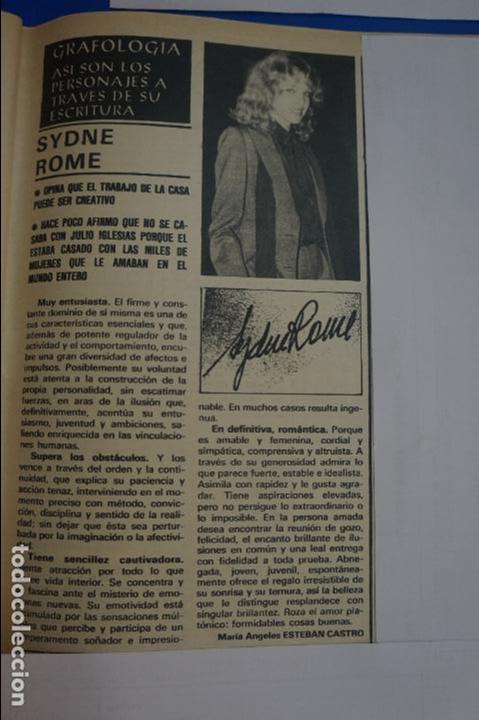 GRAFOLOGIA
ASI SON LOS
PERSONAJES A
TRAVES DE SU
ESCRITURA
SYDNE
ROME
● OPINA QUE EL TRABAJO DE LA CASA
PUEDE SER CREATIVO
● HACE POCO AFIRMO QUE NO SE CA-
SABA CON JULIO IGLESIAS PORQUE EL
ESTABA CASADO CON LAS MILES DE
MUJERES QUE LE AMABAN EN EL
MUNDO ENTERO
Muy entusiasta. El firme y cons-
tante dominio de sí misma es una de
sus características esenciales y que,
además de potente regulador de la
actividad y el comportamiento, encu-
bre una gran diversidad de afectos e
impulsos. Posiblemente su voluntad
está atenta a la construcción de la
propia personalidad, sin escatimar
fuerzas, en aras de la ilusión que,
definitivamente, acentúa su entu-
siasmo, juventud y ambiciones, sa-
liendo enriquecida en las vinculacio-
nes humanas.
Supera los obstáculos. Y los
vence a través del orden y la conti-
nuidad, que explica su paciencia y
acción tenaz, interviniendo en el mo-
mento preciso con método, convic-
ción, disciplina y sentido de la reali-
dad; sin dejar que ésta sea pertur-
bada por la imaginación o la afectivi-
Tiene sencillez cautivadora.
ente atracción por todo lo que
re vida interior. Se concentra y
fascina ante el misterio de emo-
ones nuevas. Su emotividad está
mulada por las sensaciones múl-
que percibe y participa de un
peramento soñador e impresio-
Sydne Rome
nable. En muchos casos resulta inge-
nua.
En definitiva, romántica. Porque
es amable y femenina, cordial y
simpática, comprensiva y altruista. A
través de su generosidad admira lo
que parece fuerte, estable e idealista.
Asimila con rapidez y le gusta agra-
dar. Tiene aspiraciones elevadas,
pero no persigue lo extraordinario o
lo imposible. En la persona amada
desea encontrar la reunión de gozo,
felicidad, el encanto brillante de ilu-
siones en común y una leal entrega
con fidelidad a toda prueba. Abne-
gada, joven, juvenil, espontánea-
mente ofrece el regalo irresistible de
su sonrisa y su ternura, así la belleza
que le distingue resplandece con
singular brillantez. Roza el amor pla-
tónico: formidables cosas buenas.
María Angeles ESTEBAN CASTRO
todocoleccion.net